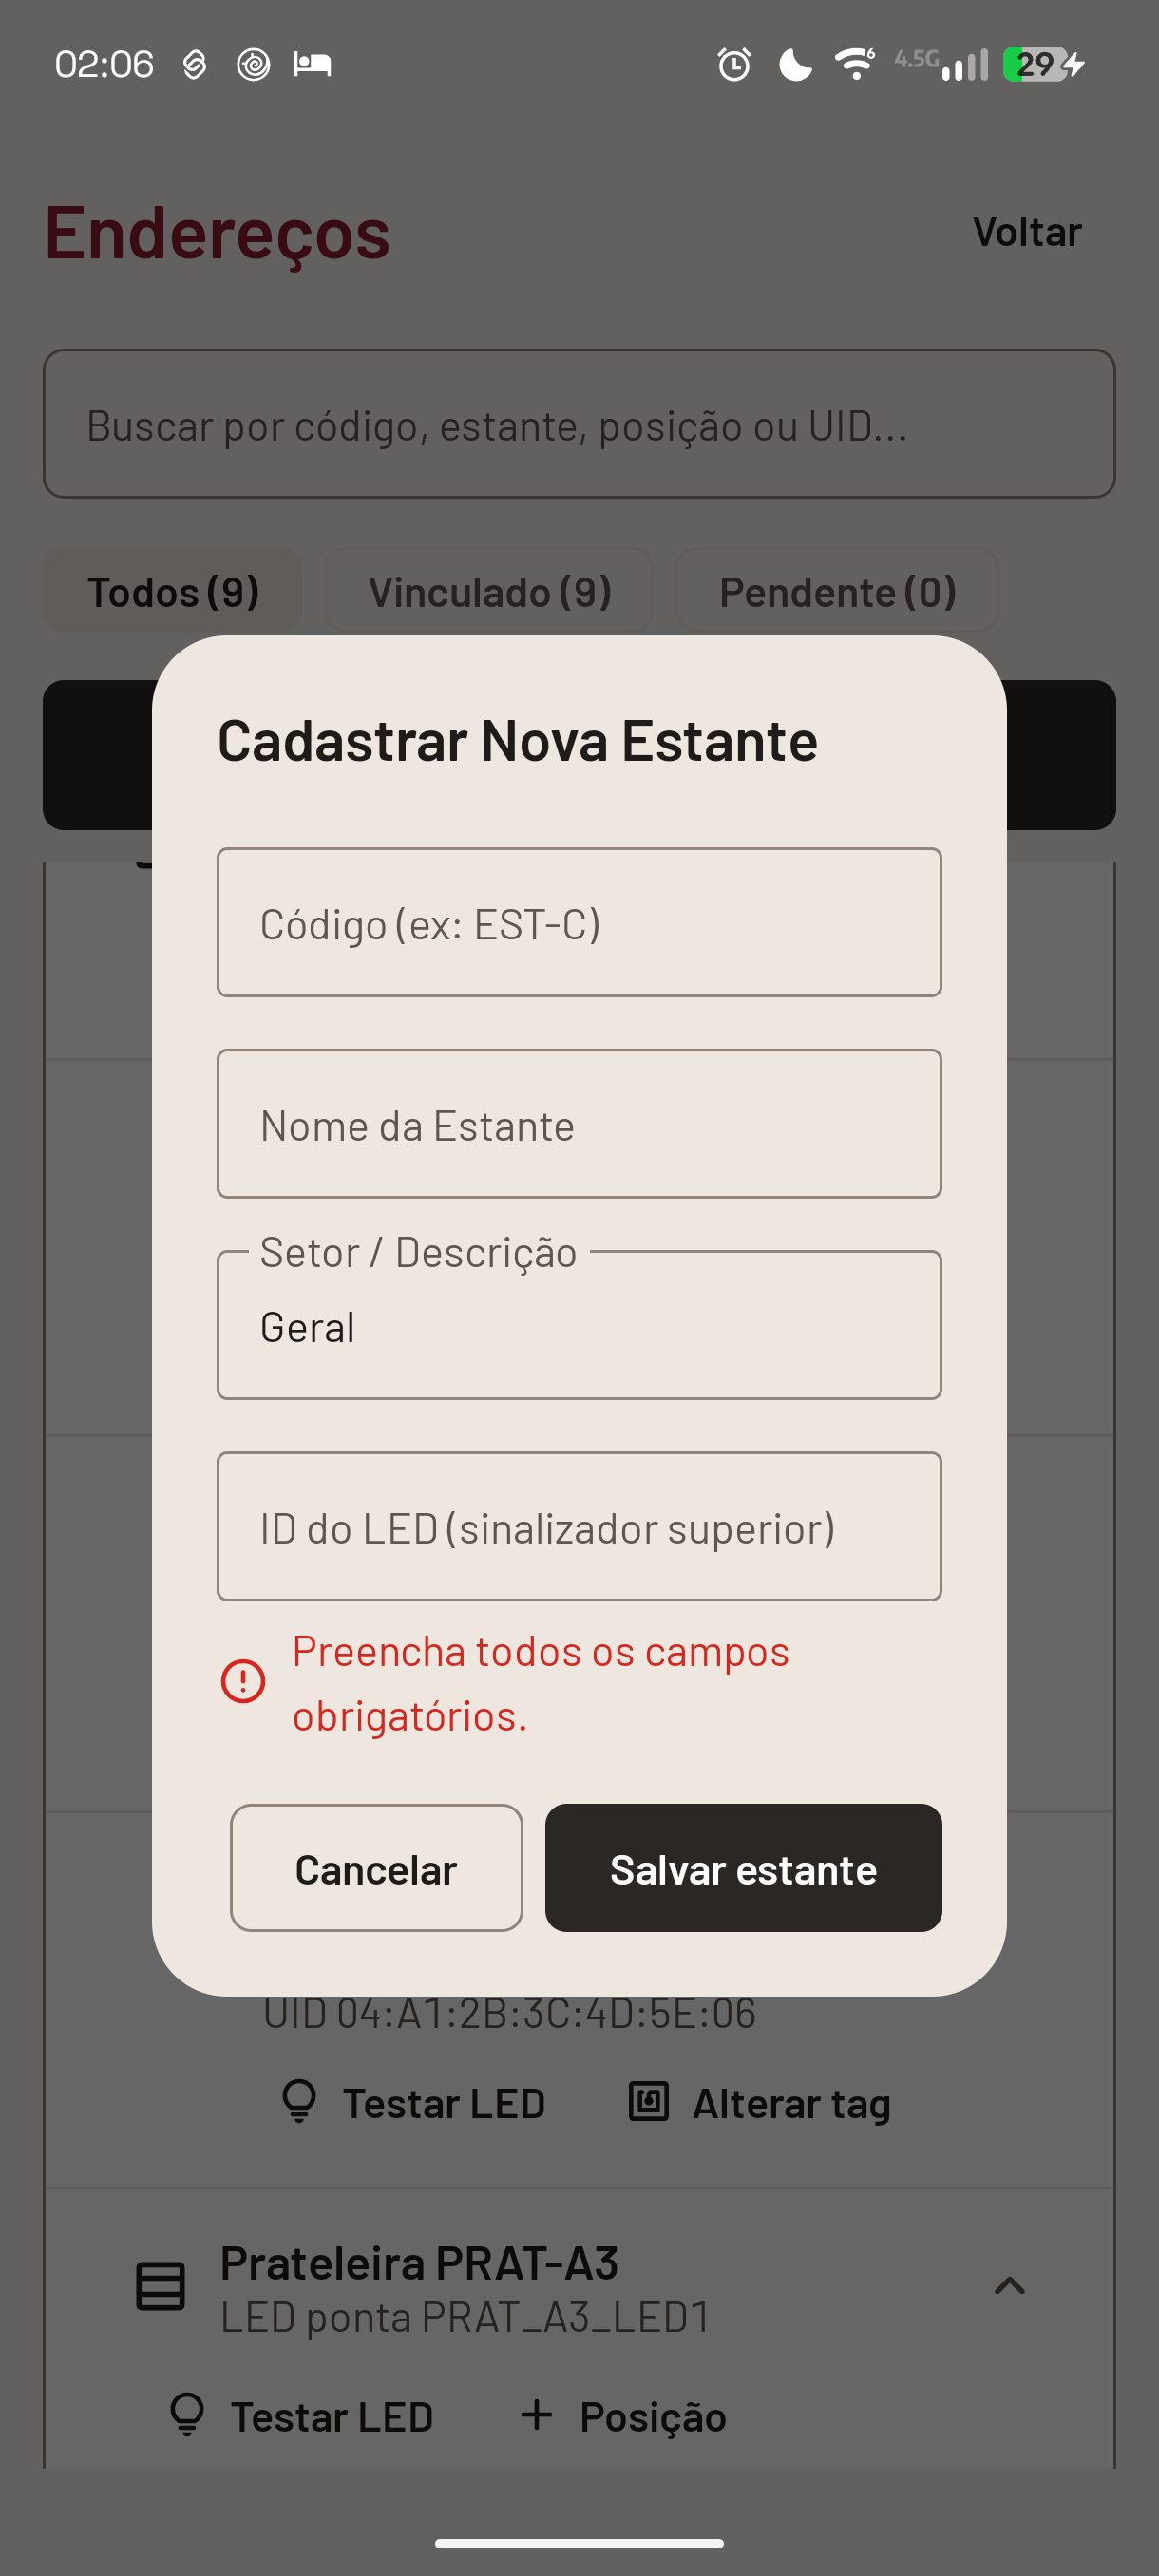 02:06
6 4.5G 29
Endereços
Voltar
Buscar por código, estante, posição ou UID...
Todos (9)
Vinculado (9)
Pendente (0)
Cadastrar Nova Estante
Código (ex: EST-C)
Nome da Estante
Setor / Descrição
Geral
ID do LED (sinalizador superior)
Preencha todos os campos
obrigatórios.
Cancelar
Salvar estante
UID 04:A1:2B:3C:4D:5E:06
Testar LED
Alterar tag
Prateleira PRAT-A3
LED ponta PRAT_A3_LED1
Testar LED
Posição